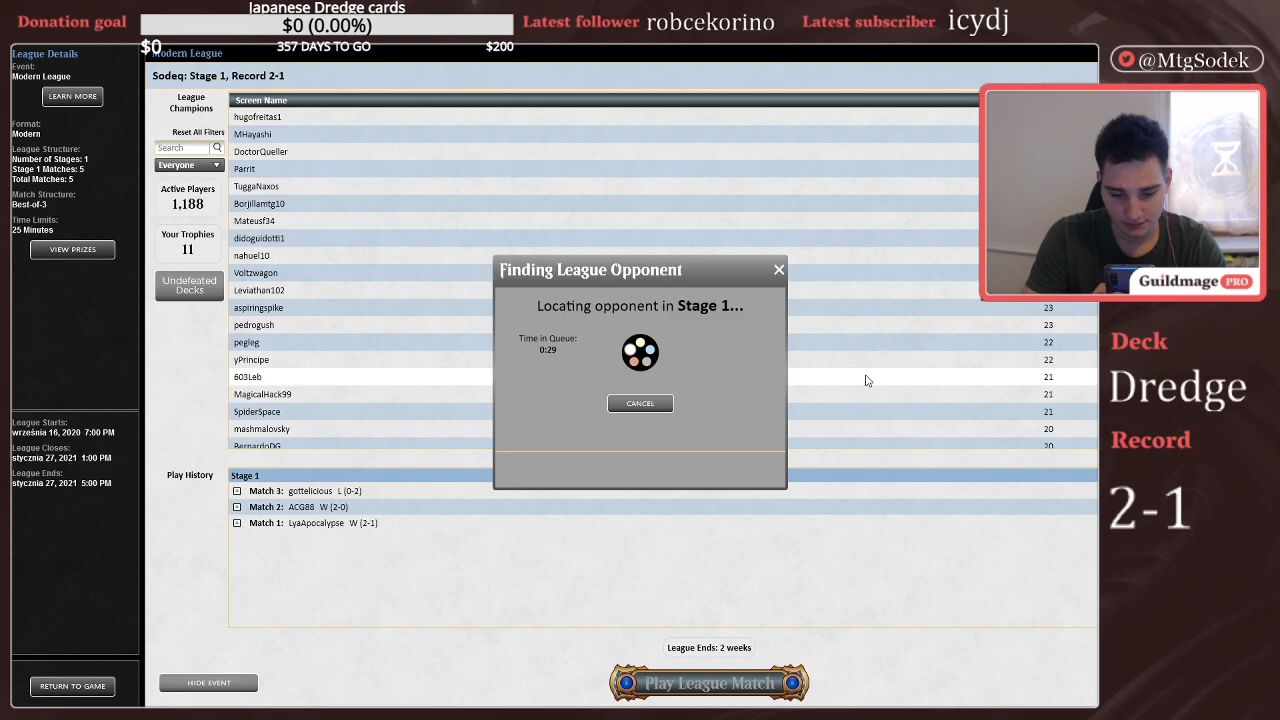 Donation goal
Japanese Dredge cards
$0 (0.00%)
$0
357 DAYS TO GO
$200
Latest follower robcekorino
Latest subscriber icydj
@MtgSodek
Guildmage PRO
Deck
Dredge
Record
2-1
League Details
Event:
Modern League
LEARN MORE
Format:
Modern
League Structure:
Number of Stages: 1
Stage 1 Matches: 5
Total Matches: 5
Match Structure:
Best-of-3
Time Limits:
25 Minutes
VIEW PRIZES
League Starts:
września 16, 2020 7:00 PM
League Closes:
stycznia 27, 2021 1:00 PM
League Ends:
stycznia 27, 2021 5:00 PM
RETURN TO GAME
Modern League
Sodeq: Stage 1, Record 2-1
League
Champions
Reset All Filters
Search
Everyone
Active Players
1,188
Your Trophies
11
Undefeated
Decks
Screen Name
hugofreitas1
MHayashi
DoctorQueller
Parrit
TuggaNaxos
Borjillamtg10
Mateusf34
didoguidotti1
nahuel10
Voltzwagon
Leviathan102
aspiringspike 23
pedrogush 23
pegleg 22
yPrincipe 22
603Leb 21
MagicalHack99 21
SpiderSpace 21
mashmalovsky 20
BernardoDG 20
Finding League Opponent
Locating opponent in Stage 1...
Time in Queue:
0:29
CANCEL
Play History
Stage 1
Match 3: gottelicious L (0-2)
Match 2: ACG88 W (2-0)
Match 1: LyaApocalypse W (2-1)
League Ends: 2 weeks
HIDE EVENT
Play League Match